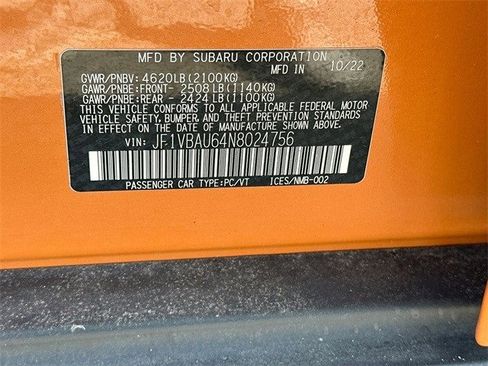 MFD BY SUBARU CORPORATION
MFD IN 10/22
GVWR/PNBV: 4620LB(2100KG)
GAWR/PNBE:FRONT- 2508LB(1140KG)
GAWR/PNBE:REAR - 2424LB(1100KG)
THIS VEHICLE CONFORMS TO ALL APPLICABLE FEDERAL MOTOR
VEHICLE SAFETY, BUMPER, AND THEFT PREVENTION STANDARDS
IN EFFECT ON THE DATE OF MANUFACTURE SHOWN ABOVE.
VIN: JF1VBAU64N8024756
PASSENGER CAR TYPE:PC/VT ICES/NMB-002